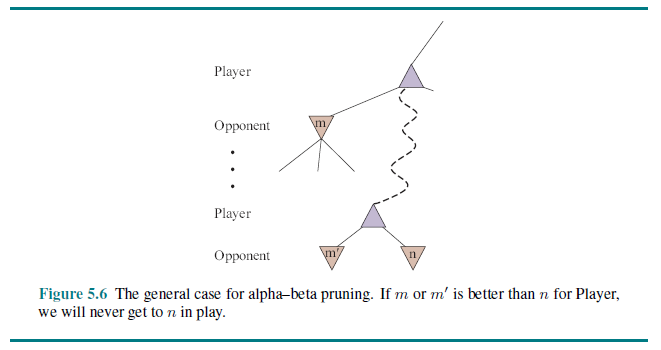 Player
Opponent
m
Player
Opponent
m′
n
Figure 5.6 The general case for alpha–beta pruning. If m or m′ is better than n for Player,
we will never get to n in play.